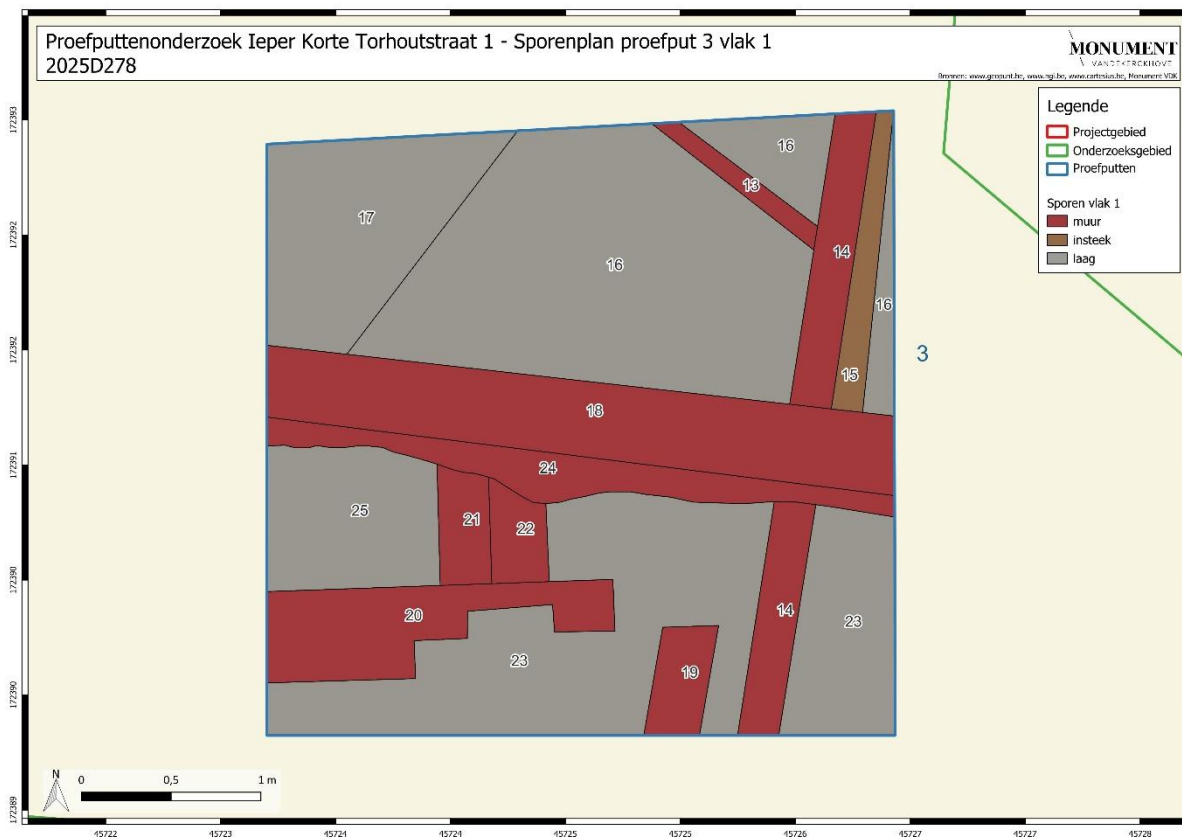 Proefputtenonderzoek Ieper Korte Torhoutstraat 1 - Sporenplan proefput 3 vlak 1
2025D278
MONUMENT
VANDEKERCKHOVE
Bronnen: www.geopunt.be, www.ngi.be, www.cartesius.be, Monument VDK
Legende
Projectgebied
Onderzoeksgebied
Proefputten
Sporen vlak 1
muur
insteek
laag
172393
172392
172392
172391
172390
172390
172389
16
13
17
14
16
16
3
15
18
24
25
21
22
20
14
23
23
19
N
0 0,5 1 m
45722 45723 45724 45724 45725 45725 45726 45727 45727 45728